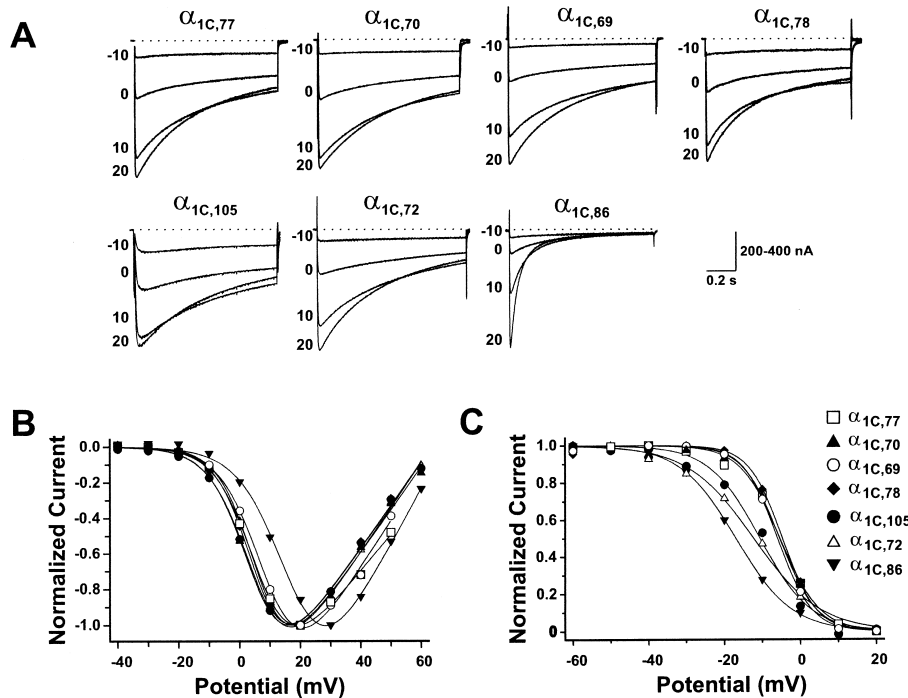 A
α1C,77
α1C,70
α1C,69
α1C,78
-10
0
10
20
-10
0
10
20
-10
0
10
20
-10
0
10
20
α1C,105
α1C,72
α1C,86
-10
0
10
20
-10
0
10
20
-10
0
10
20
200-400 nA
0.2 s
B
Normalized Current
0.0
-0.2
-0.4
-0.6
-0.8
-1.0
-40
-20
0
20
40
60
Potential (mV)
C
Normalized Current
1.0
0.8
0.6
0.4
0.2
0
-60
-40
-20
0
20
Potential (mV)
α1C,77
α1C,70
α1C,69
α1C,78
α1C,105
α1C,72
α1C,86